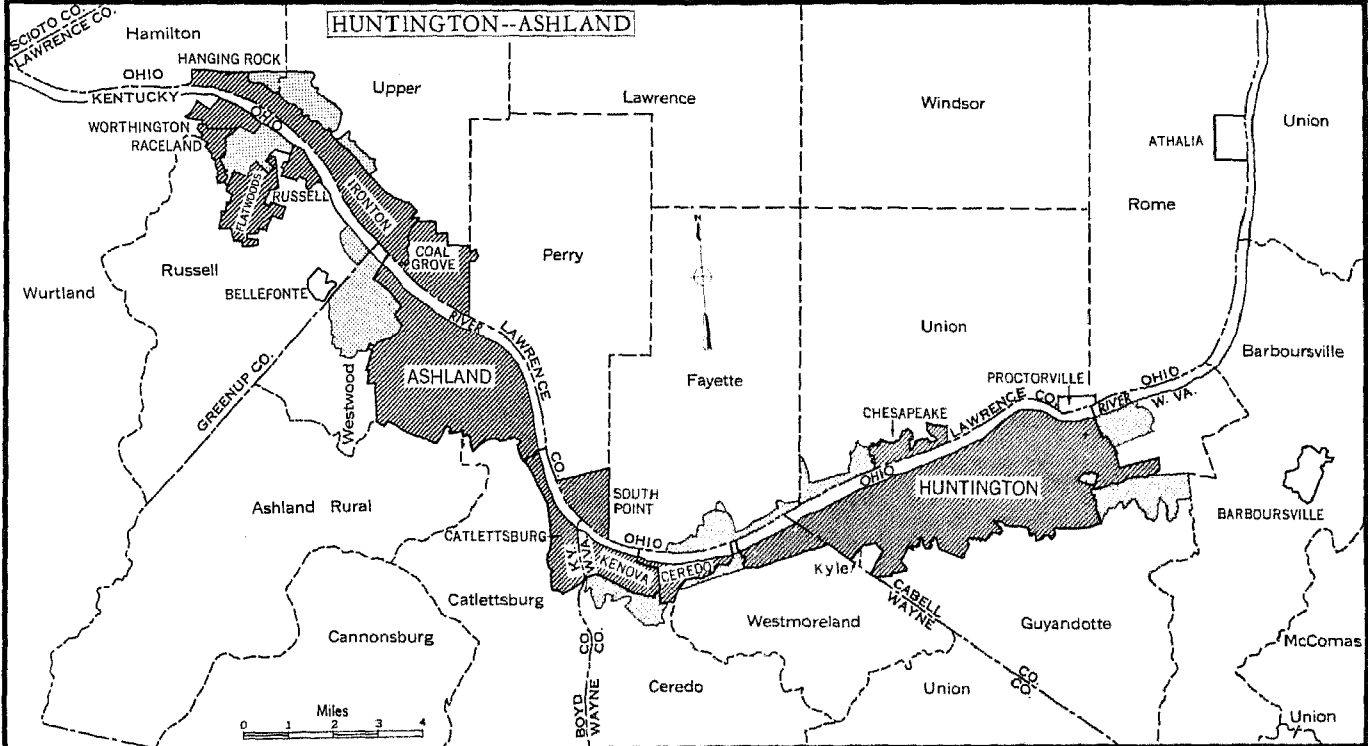 HUNTINGTON--ASHLAND
SCIOTO CO.
LAWRENCE CO.
Hamilton
HANGING ROCK
OHIO
KENTUCKY
OHIO
Upper
Lawrence
Windsor
Union
WORTHINGTON
RACELAND
ATHALIA
FLATWOODS
RUSSELL
IRONTON
Rome
N
COAL
GROVE
Perry
Russell
Wurtland
BELLEFONTE
RIVER
LAWRENCE
CO.
Union
Barboursville
GREENUP CO.
Westwood
ASHLAND
Fayette
PROCTORVILLE
OHIO
RIVER
W. VA.
CHESAPEAKE
LAWRENCE CO.
OHIO
HUNTINGTON
SOUTH
POINT
Ashland Rural
BARBOURSVILLE
CATLETTSBURG
KY.
W.VA.
OHIO
KENOVA
CEREDO
Kyle
Catlettsburg
CABELL
WAYNE
CO.
CO.
Westmoreland
Guyandotte
Cannonsburg
McComas
BOYD CO.
WAYNE CO.
Ceredo
Union
Union
Miles
0 1 2 3 4